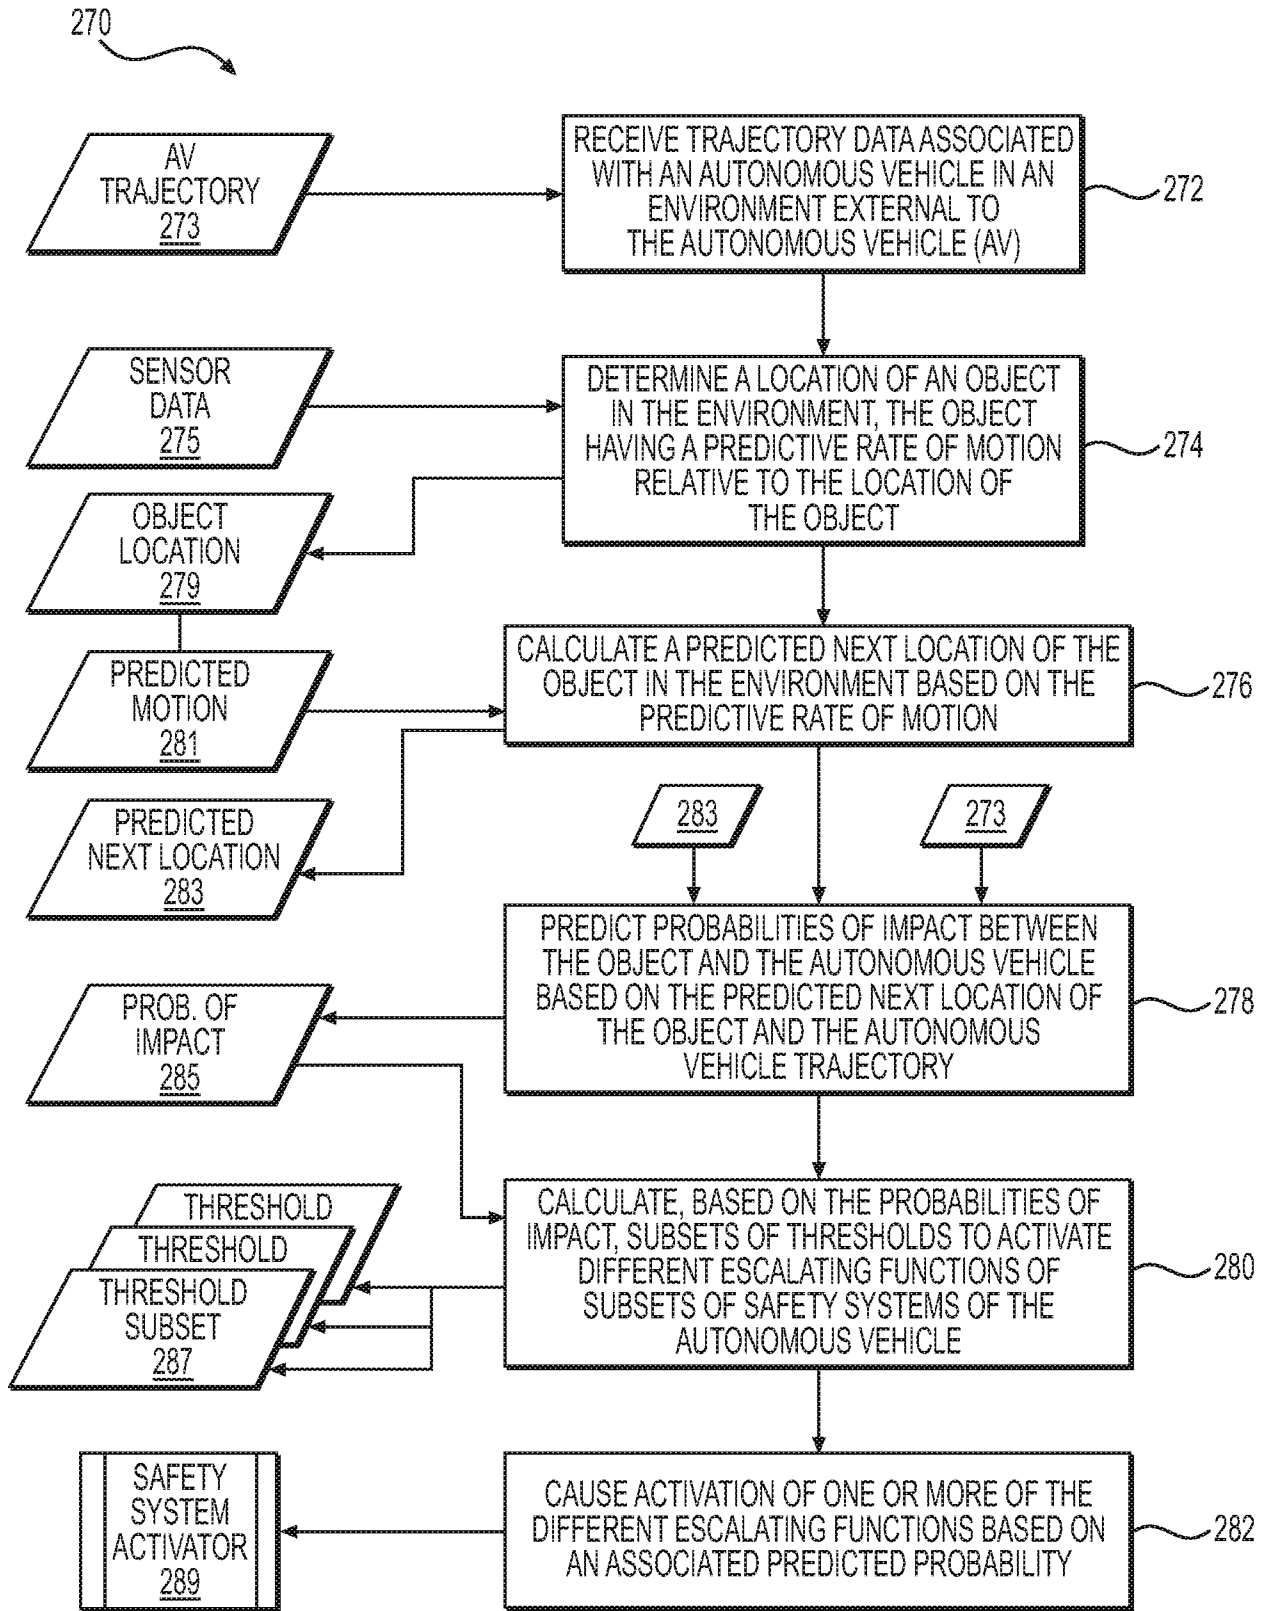 270
AV
TRAJECTORY
273
RECEIVE TRAJECTORY DATA ASSOCIATED
WITH AN AUTONOMOUS VEHICLE IN AN
ENVIRONMENT EXTERNAL TO
THE AUTONOMOUS VEHICLE (AV)
272
SENSOR
DATA
275
DETERMINE A LOCATION OF AN OBJECT
IN THE ENVIRONMENT, THE OBJECT
HAVING A PREDICTIVE RATE OF MOTION
RELATIVE TO THE LOCATION OF
THE OBJECT
274
OBJECT
LOCATION
279
PREDICTED
MOTION
281
CALCULATE A PREDICTED NEXT LOCATION OF THE
OBJECT IN THE ENVIRONMENT BASED ON THE
PREDICTIVE RATE OF MOTION
276
PREDICTED
NEXT LOCATION
283
283
273
PREDICT PROBABILITIES OF IMPACT BETWEEN
THE OBJECT AND THE AUTONOMOUS VEHICLE
BASED ON THE PREDICTED NEXT LOCATION OF
THE OBJECT AND THE AUTONOMOUS
VEHICLE TRAJECTORY
278
PROB. OF
IMPACT
285
THRESHOLD
THRESHOLD
THRESHOLD
SUBSET
287
CALCULATE, BASED ON THE PROBABILITIES OF
IMPACT, SUBSETS OF THRESHOLDS TO ACTIVATE
DIFFERENT ESCALATING FUNCTIONS OF
SUBSETS OF SAFETY SYSTEMS OF THE
AUTONOMOUS VEHICLE
280
SAFETY
SYSTEM
ACTIVATOR
289
CAUSE ACTIVATION OF ONE OR MORE OF THE
DIFFERENT ESCALATING FUNCTIONS BASED ON
AN ASSOCIATED PREDICTED PROBABILITY
282